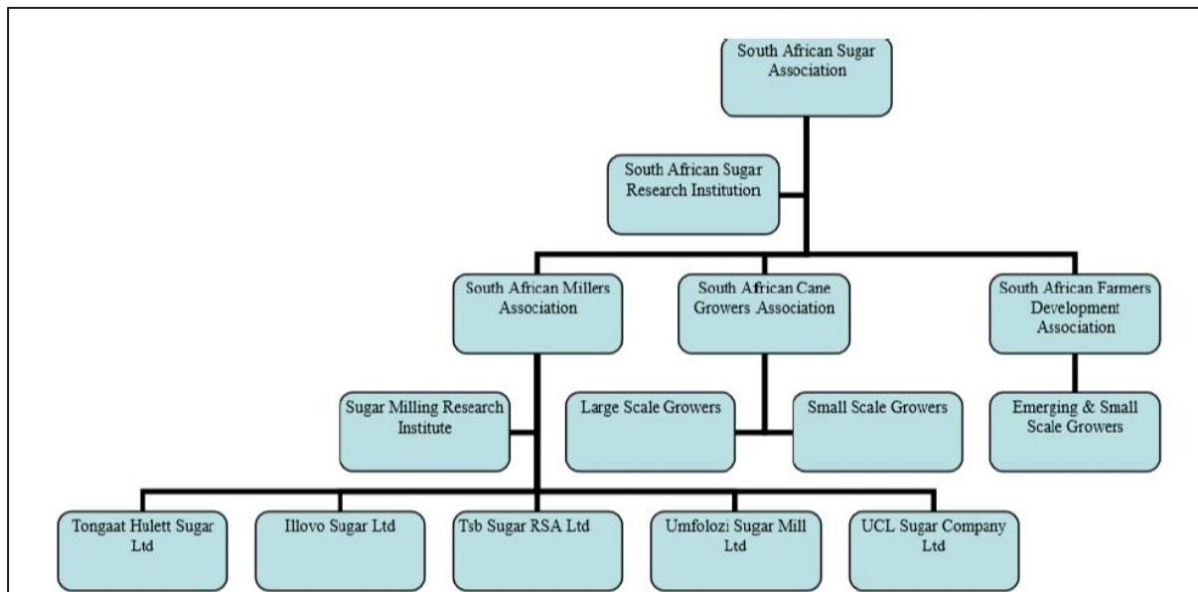 South African Sugar
Association
South African Sugar
Research Institution
South African Millers
Association
South African Cane
Growers Association
South African Farmers
Development
Association
Sugar Milling Research
Institute
Large Scale Growers
Small Scale Growers
Emerging & Small
Scale Growers
Tongaat Hulett Sugar
Ltd
Illovo Sugar Ltd
Tsb Sugar RSA Ltd
Umfolozi Sugar Mill
Ltd
UCL Sugar Company
Ltd